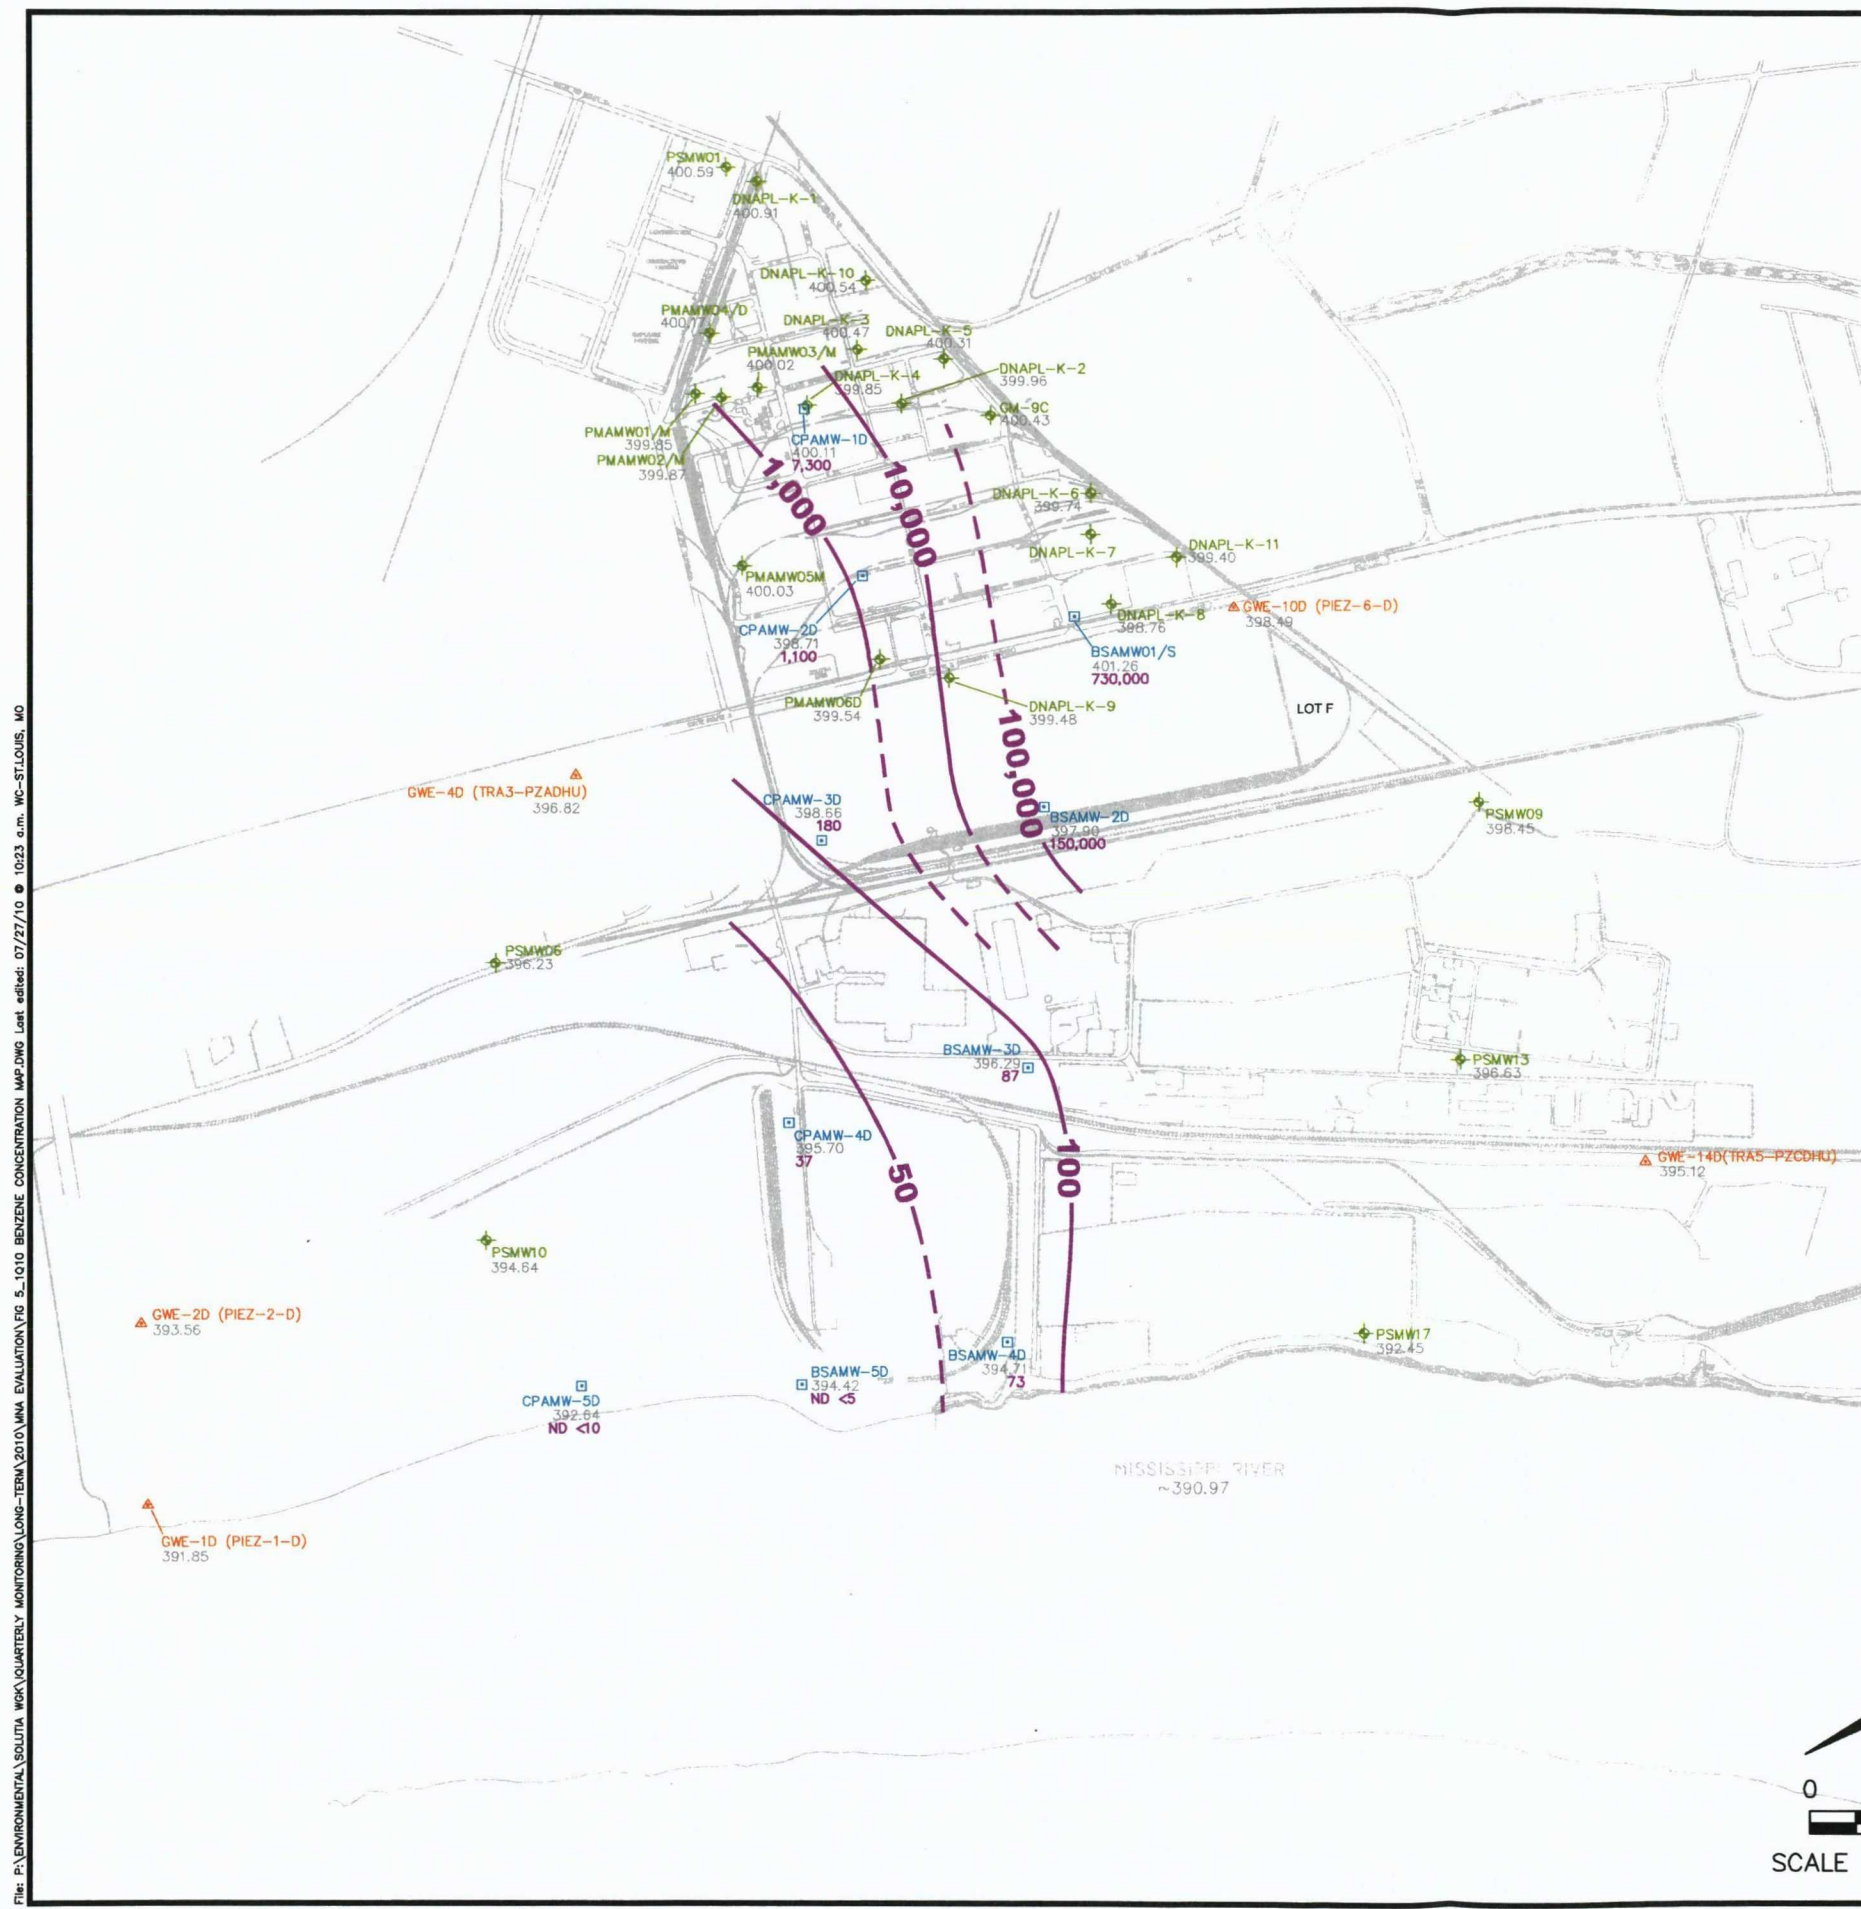 PSMW01
400.59
DNAPL-K-1
400.91
DNAPL-K-10
400.54
PMAMW04/D
400.17
DNAPL-K-3
400.47
DNAPL-K-5
400.31
PMAMW03/M
400.02
DNAPL-K-4
399.85
DNAPL-K-2
399.96
GM-9C
400.43
PMAMW01/M
399.85
CPAMW-1D
400.11
7,300
PMAMW02/M
399.87
1,000
10,000
DNAPL-K-6
399.74
DNAPL-K-7
DNAPL-K-11
399.40
PMAMW05M
400.03
GWE-10D (PIEZ-6-D)
398.49
DNAPL-K-8
398.76
CPAMW-2D
398.71
1,100
BSAMW01/S
401.26
730,000
PMAMW06D
399.54
DNAPL-K-9
399.48
LOT F
100,000
GWE-4D (TRA3-PZADHU)
396.82
CPAMW-3D
398.66
180
BSAMW-2D
397.90
150,000
PSMW09
398.45
PSMW06
396.23
BSAMW-3D
396.29
87
PSMW13
396.63
CPAMW-4D
395.70
37
50
100
GWE-14D(TRA5-PZCDHU)
395.12
PSMW10
394.64
GWE-2D (PIEZ-2-D)
393.56
PSMW17
392.45
BSAMW-4D
394.71
73
BSAMW-5D
394.42
ND <5
CPAMW-5D
392.64
ND <10
MISSISSIPPI RIVER
~390.97
GWE-1D (PIEZ-1-D)
391.85
0
SCALE
File: P:\ENVIRONMENTAL\SOLUTIA WGK\QUARTERLY MONITORING\LONG-TERM\2010\MNA EVALUATION\FIG 5_1Q10 BENZENE CONCENTRATION MAP.DWG Last edited: 07/27/10 @ 10:23 a.m. WC-ST.LOUIS, MO